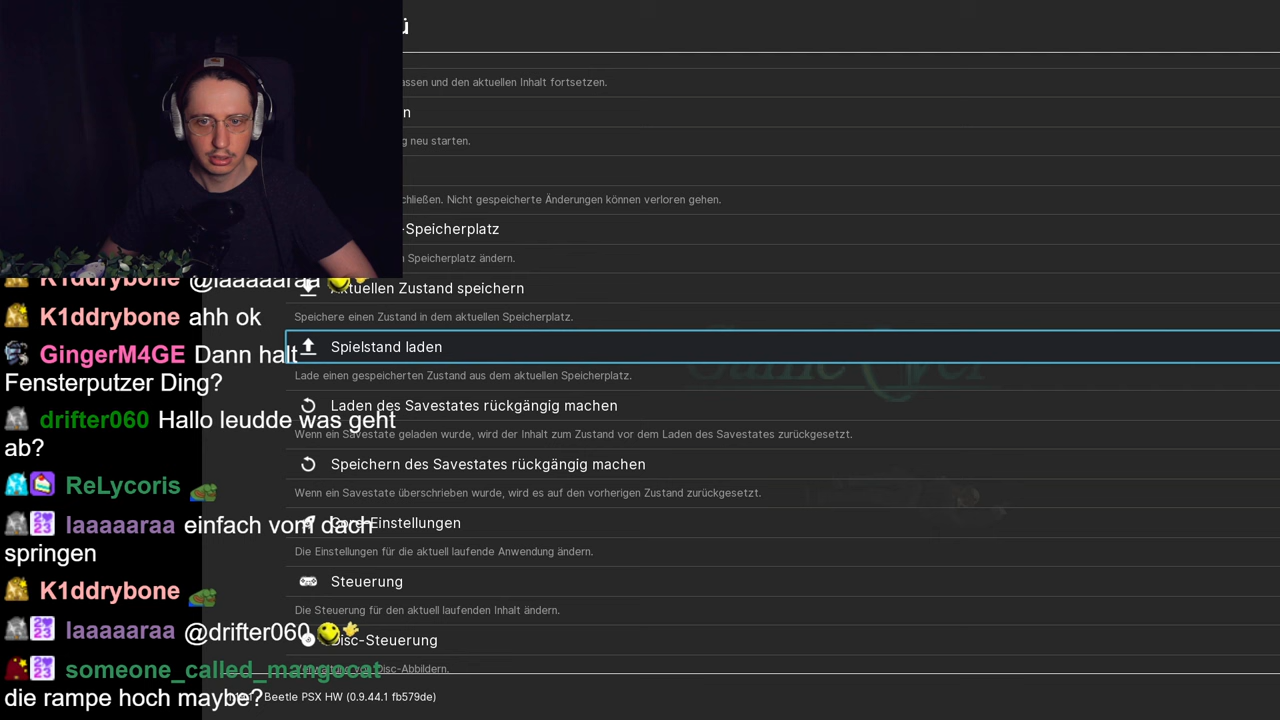 ü
assen und den aktuellen Inhalt fortsetzen.
n
g neu starten.
chließen. Nicht gespeicherte Änderungen können verloren gehen.
-Speicherplatz
Speicherplatz ändern.
K1ddrybone @laaaaaraa
Aktuellen Zustand speichern
K1ddrybone ahh ok
Speichere einen Zustand in dem aktuellen Speicherplatz.
GingerM4GE Dann halt
Fensterputzer Ding?
Spielstand laden
Game Over
Lade einen gespeicherten Zustand aus dem aktuellen Speicherplatz.
drifter060 Hallo leudde was geht
ab?
Laden des Savestates rückgängig machen
Wenn ein Savestate geladen wurde, wird der Inhalt zum Zustand vor dem Laden des Savestates zurückgesetzt.
Speichern des Savestates rückgängig machen
ReLycoris
Wenn ein Savestate überschrieben wurde, wird es auf den vorherigen Zustand zurückgesetzt.
laaaaaraa einfach vom dach
springen
Core-Einstellungen
Die Einstellungen für die aktuell laufende Anwendung ändern.
K1ddrybone
Steuerung
Die Steuerung für den aktuell laufenden Inhalt ändern.
laaaaaraa @drifter060
Disc-Steuerung
someone_called_mangocat
die rampe hoch maybe?
Verwaltung von Disc-Abbildern.
Beetle PSX HW (0.9.44.1 fb579de)